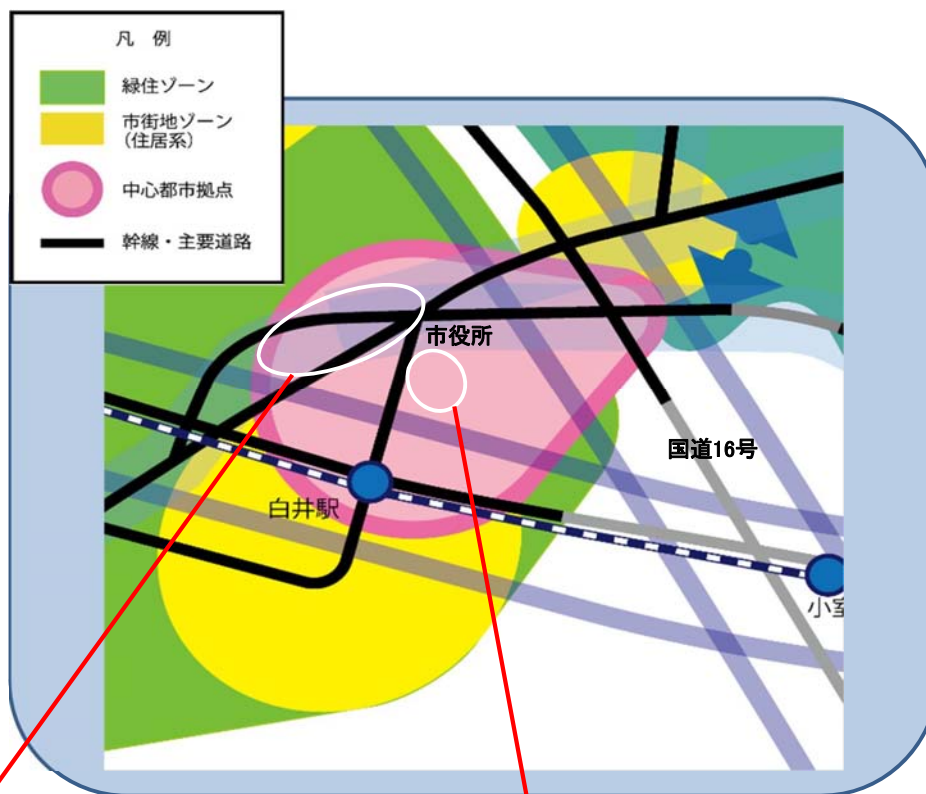 凡 例
緑住ゾーン
市街地ゾーン
(住居系)
中心都市拠点
幹線・主要道路
市役所
国道16号
白井駅
小室